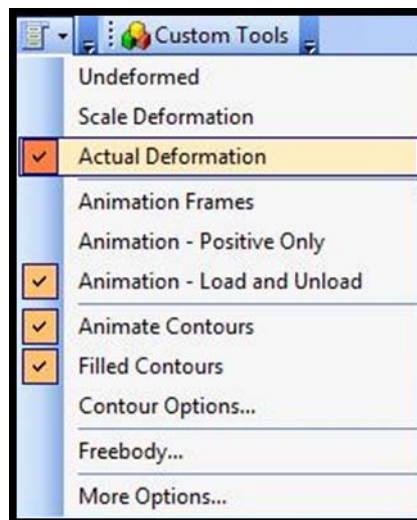 Custom Tools
Undeformed
Scale Deformation
Actual Deformation
Animation Frames
Animation - Positive Only
Animation - Load and Unload
Animate Contours
Filled Contours
Contour Options...
Freebody...
More Options...